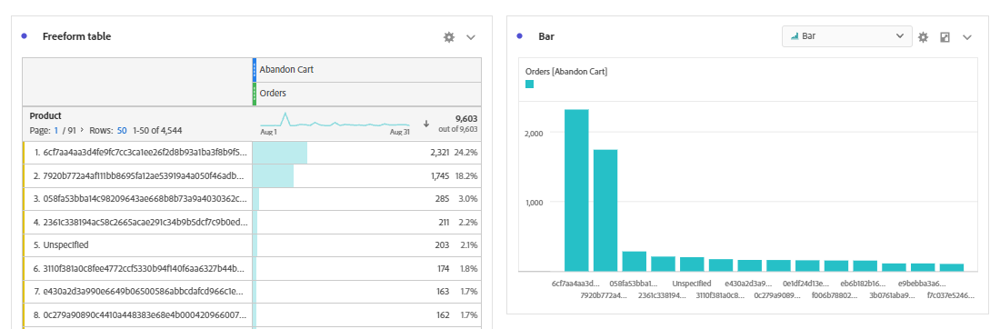 Freeform table
Abandon Cart
Orders
Product
Page: 1 / 91 > Rows: 50 1-50 of 4,544
Aug 1
Aug 31
9,603
out of 9,603
1. 6cf7aa4aa3d4fe9fc7cc3ca1ee26f2d8b93a1ba3f8b9f5... 2,321 24.2%
2. 7920b772a4af111bb8695fa12ae53919a4a050f46adb... 1,745 18.2%
3. 058fa53bba14c98209643ae668b8b73a9a4030362c... 285 3.0%
4. 2361c338194ac58c2665acae291c34b9b5dcf7c9b0ed... 211 2.2%
5. Unspecified 203 2.1%
6. 3110f381a0c8fee4772ccf5330b94f140f6aa6327b44b... 174 1.8%
7. e430a2d3a990e6649b06500586abbcdafcd966c1e... 163 1.7%
8. 0c279a90890c4410a448383e68e4b000420966007... 162 1.7%
Bar
Bar
Orders [Abandon Cart]
2,000
1,000
6cf7aa4aa3d... 058fa53bba1... Unspecified e430a2d3a9... 0e1df24d13e... eb6b182b16... e9bebba3a6...
7920b772a4... 2361c338194... 3110f381a0c8... 0c279a9089... f006b78802... 3b0761aba9... f7c037e5246...